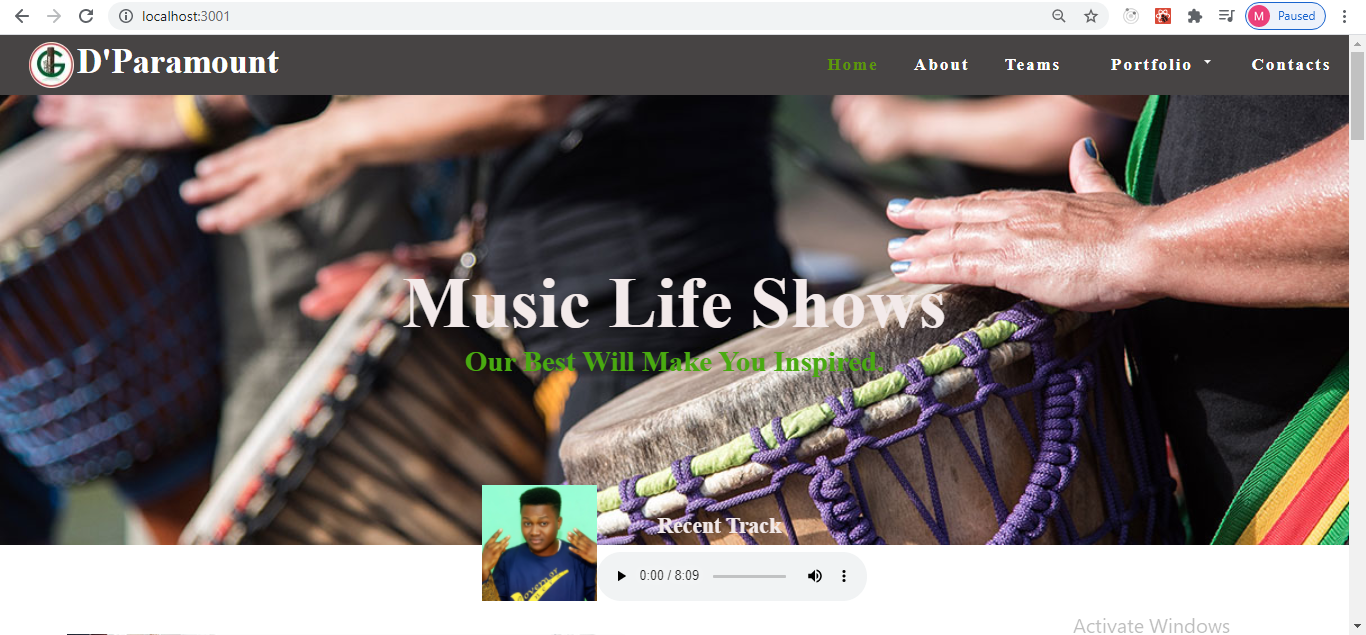 localhost:3001
M Paused
D'Paramount
Home About Teams Portfolio Contacts
Music Life Shows
Our Best Will Make You Inspired.
Recent Track
0:00 / 8:09
Activate Windows